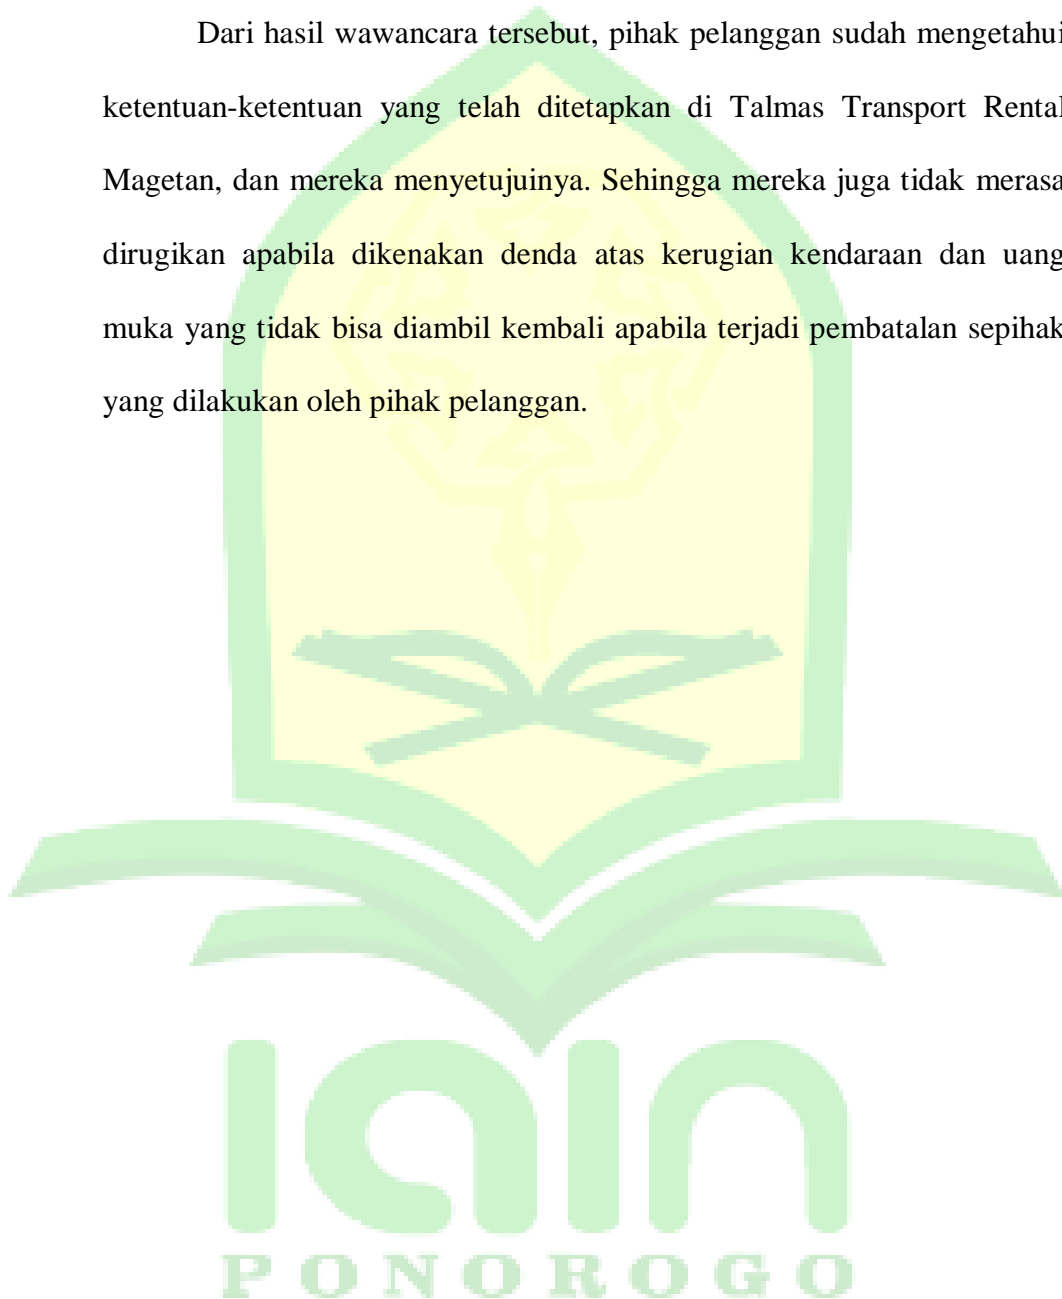 Dari hasil wawancara tersebut, pihak pelanggan sudah mengetahui
ketentuan-ketentuan yang telah ditetapkan di Talmas Transport Rental
Magetan, dan mereka menyetujuinya. Sehingga mereka juga tidak merasa
dirugikan apabila dikenakan denda atas kerugian kendaraan dan uang
muka yang tidak bisa diambil kembali apabila terjadi pembatalan sepihak
yang dilakukan oleh pihak pelanggan.
iain
PONOROGO